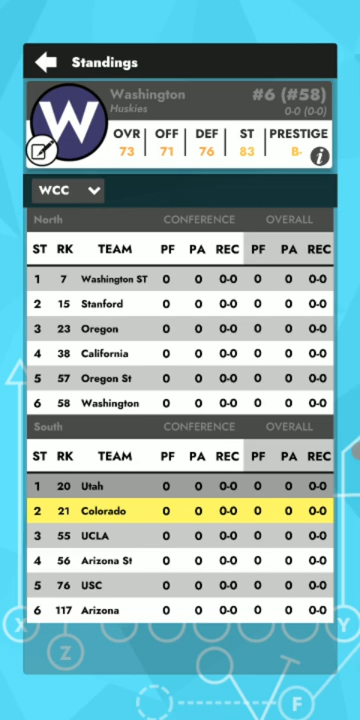 Standings
Washington #6 (#58)
Huskies 0-0 (0-0)
W
OVR OFF DEF ST PRESTIGE
73 71 76 83 B-
WCC
North CONFERENCE OVERALL
ST RK TEAM PF PA REC PF PA REC
1 7 Washington ST 0 0 0-0 0 0 0-0
2 15 Stanford 0 0 0-0 0 0 0-0
3 23 Oregon 0 0 0-0 0 0 0-0
4 38 California 0 0 0-0 0 0 0-0
5 57 Oregon St 0 0 0-0 0 0 0-0
6 58 Washington 0 0 0-0 0 0 0-0
South CONFERENCE OVERALL
ST RK TEAM PF PA REC PF PA REC
1 20 Utah 0 0 0-0 0 0 0-0
2 21 Colorado 0 0 0-0 0 0 0-0
3 55 UCLA 0 0 0-0 0 0 0-0
4 56 Arizona St 0 0 0-0 0 0 0-0
5 76 USC 0 0 0-0 0 0 0-0
6 117 Arizona 0 0 0-0 0 0 0-0
X Y
Z
F